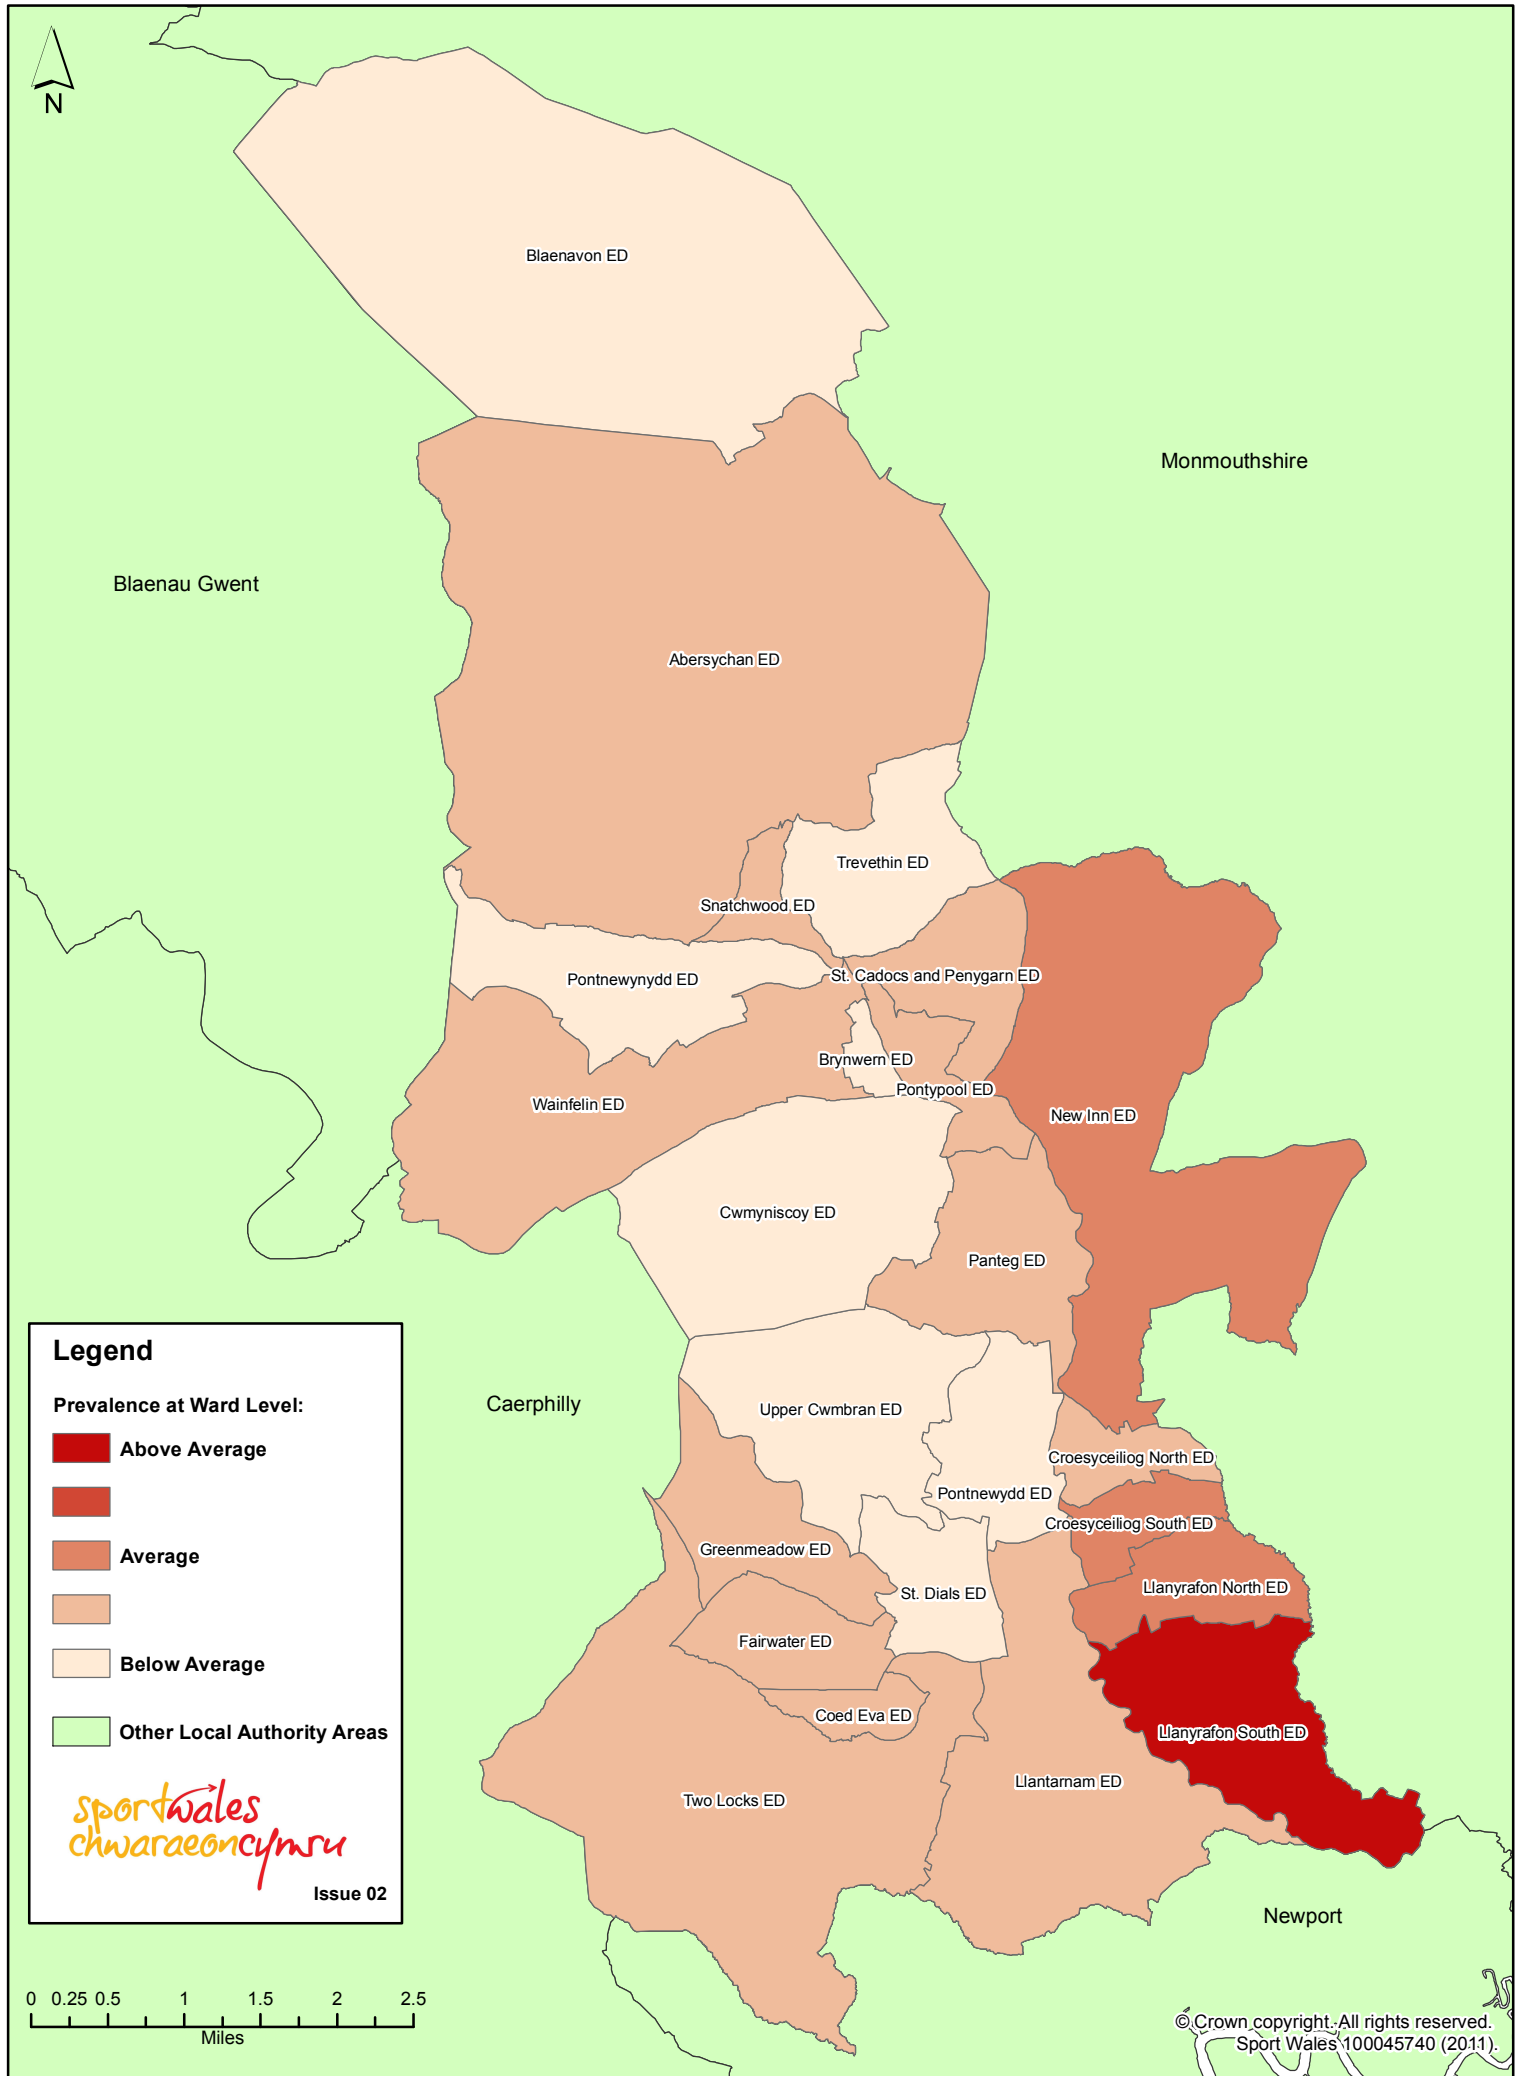 N
Blaenavon ED
Monmouthshire
Blaenau Gwent
Abersychan ED
Trevethin ED
Snatchwood ED
St. Cadocs and Penygarn ED
Pontnewynydd ED
Brynwern ED
Pontypool ED
Wainfelin ED
New Inn ED
Cwmyniscoy ED
Panteg ED
Caerphilly
Upper Cwmbran ED
Croesyceiliog North ED
Pontnewydd ED
Croesyceiliog South ED
Greenmeadow ED
Llanyrafon North ED
St. Dials ED
Fairwater ED
Coed Eva ED
Llanyrafon South ED
Llantarnam ED
Two Locks ED
Newport
Legend
Prevalence at Ward Level:
Above Average
Average
Below Average
Other Local Authority Areas
sportwales
chwaraeoncymru
Issue 02
0 0.25 0.5 1 1.5 2 2.5
Miles
© Crown copyright. All rights reserved.
Sport Wales 100045740 (2011).